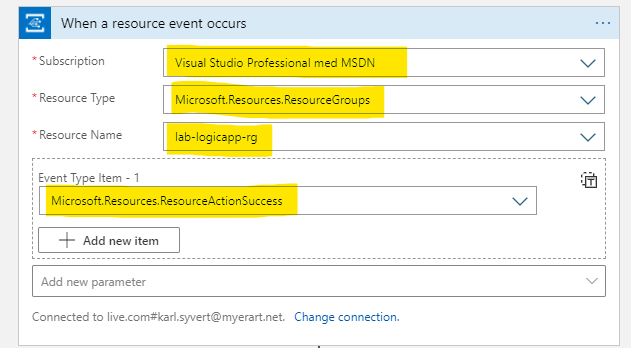 When a resource event occurs
* Subscription
Visual Studio Professional med MSDN
* Resource Type
Microsoft.Resources.ResourceGroups
* Resource Name
lab-logicapp-rg
Event Type Item - 1
Microsoft.Resources.ResourceActionSuccess
Add new item
Add new parameter
Connected to live.com#karl.syvert@myerart.net. Change connection.